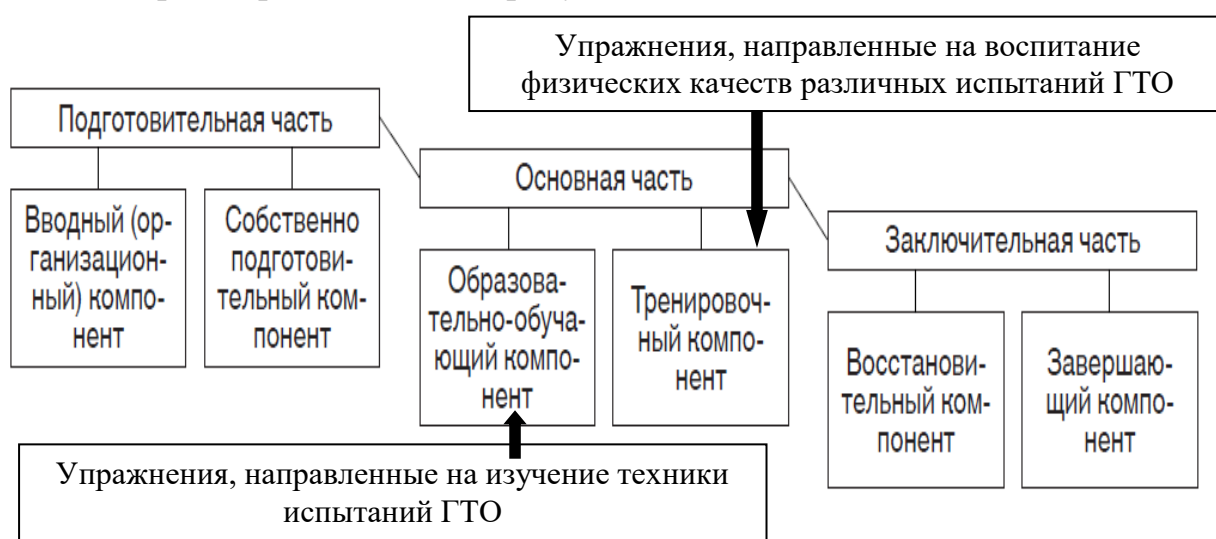 Упражнения, направленные на воспитание
физических качеств различных испытаний ГТО
Подготовительная часть
Вводный (ор-
ганизацион-
ный) компо-
нент
Собственно
подготови-
тельный ком-
понент
Основная часть
Образова-
тельно-обуча-
ющий компо-
нент
Тренировоч-
ный компо-
нент
Заключительная часть
Восстанови-
тельный ком-
понент
Завершаю-
щий компо-
нент
Упражнения, направленные на изучение техники
испытаний ГТО